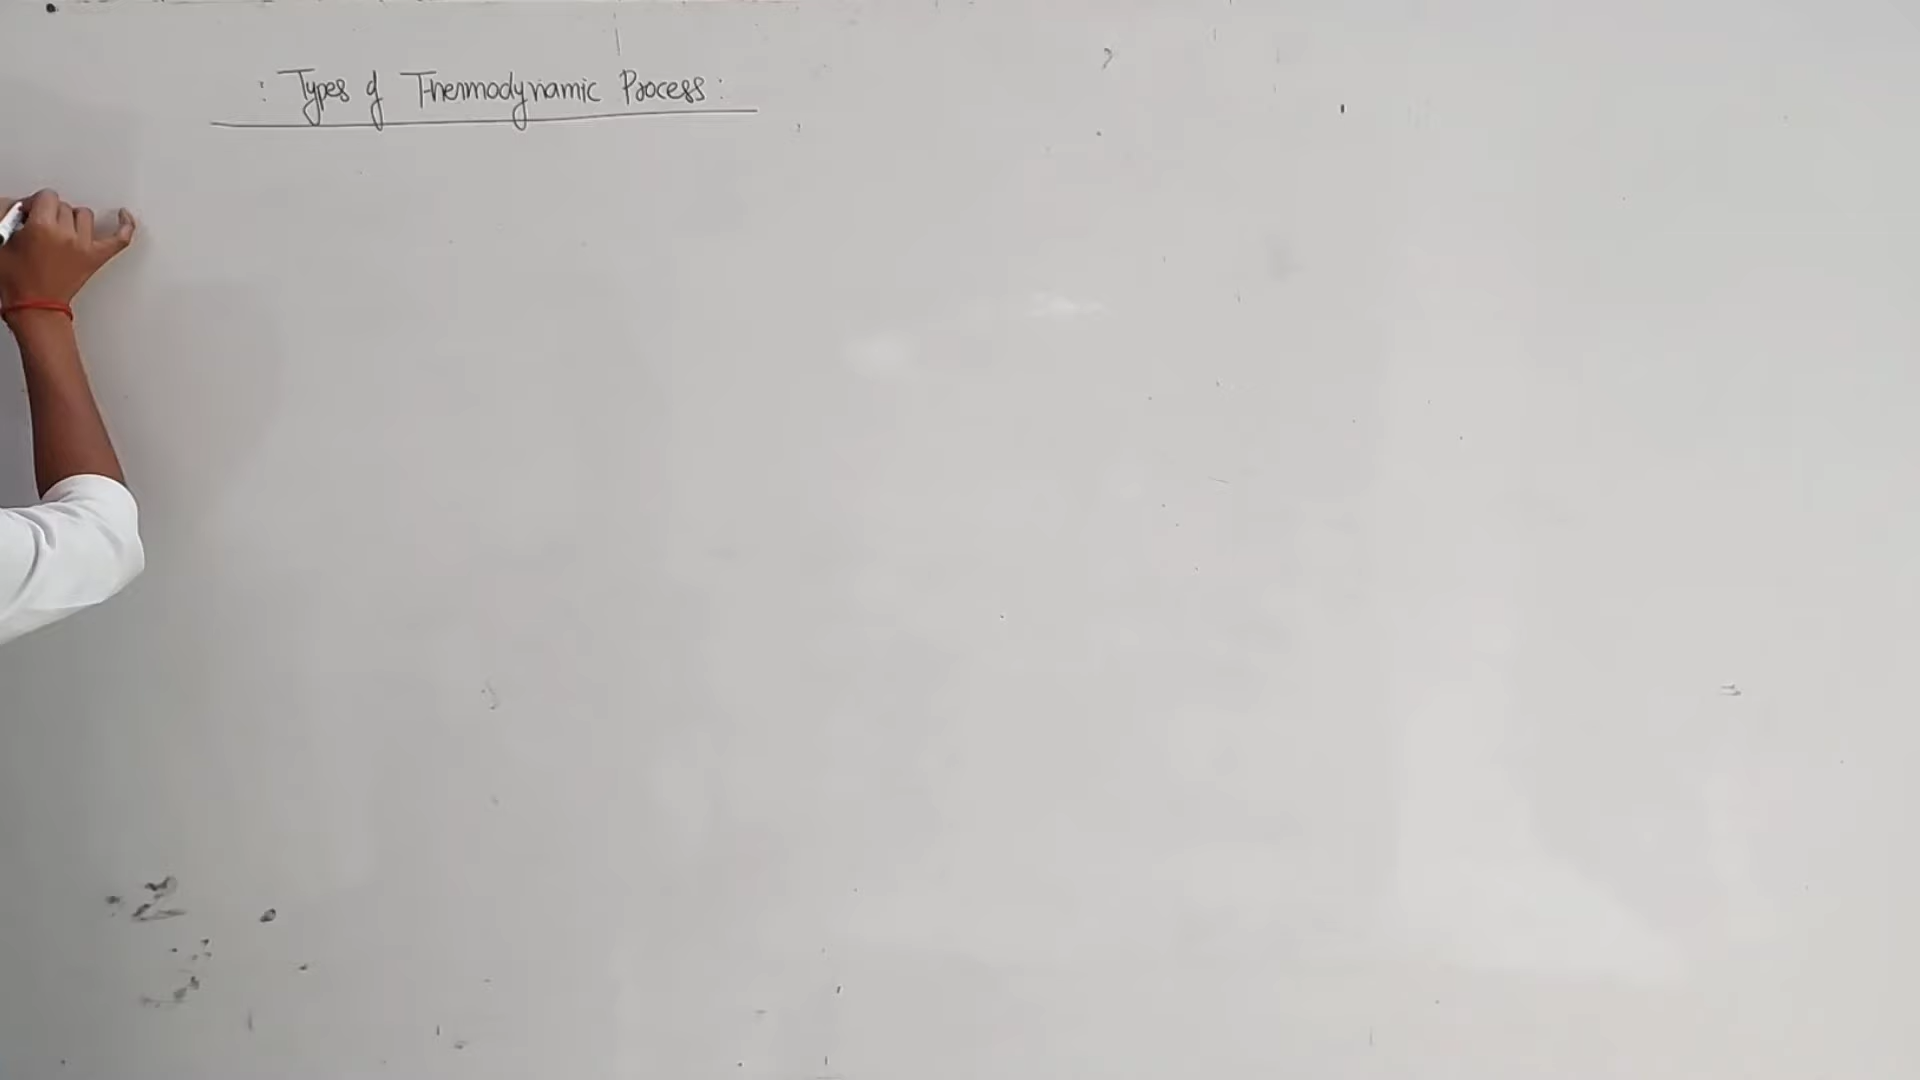 : Types of Thermodynamic Process :